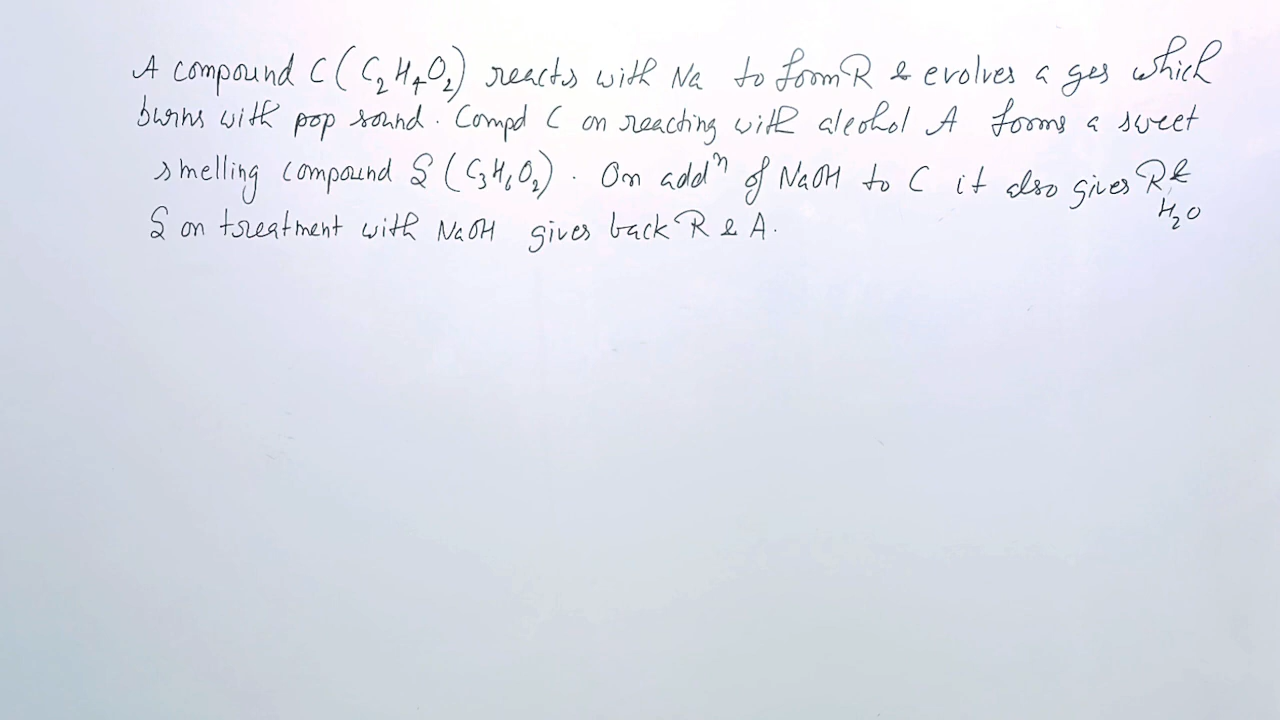 A compound C ( C₂H₄O₂ ) reacts with Na to form R & evolves a ges which
burns with pop sound. Compd C on reacting with alcohol A forms a sweet
smelling compound S ( C₃H₆O₂ ) . On addⁿ of NaOH to C it also gives R &
H₂O
S on treatment with NaOH gives back R & A.